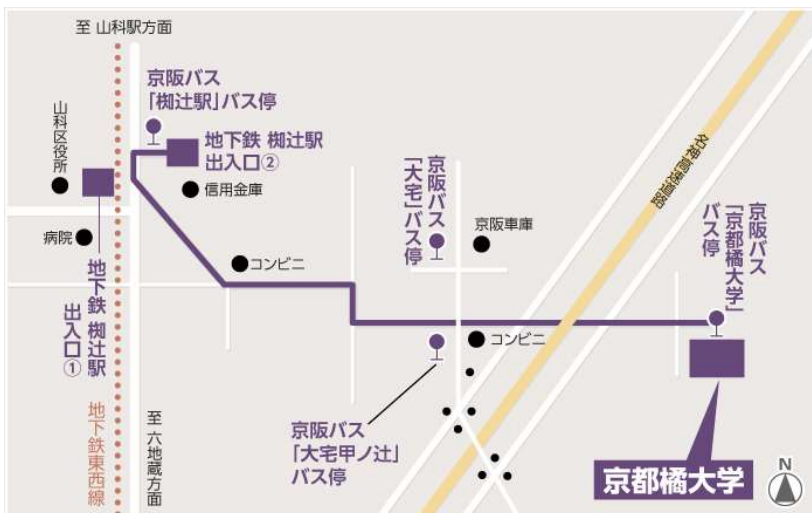 至 山科駅方面
京阪バス
「椥辻駅」バス停
山科区役所
地下鉄 椥辻駅
出入口②
信用金庫
病院
コンビニ
地下鉄 椥辻駅
出入口①
地下鉄東西線
至 六地蔵方面
京阪バス
「大宅」バス停
京阪車庫
名神高速道路
京阪バス
「京都橘大学」
バス停
コンビニ
京阪バス
「大宅甲ノ辻」
バス停
京都橘大学
N